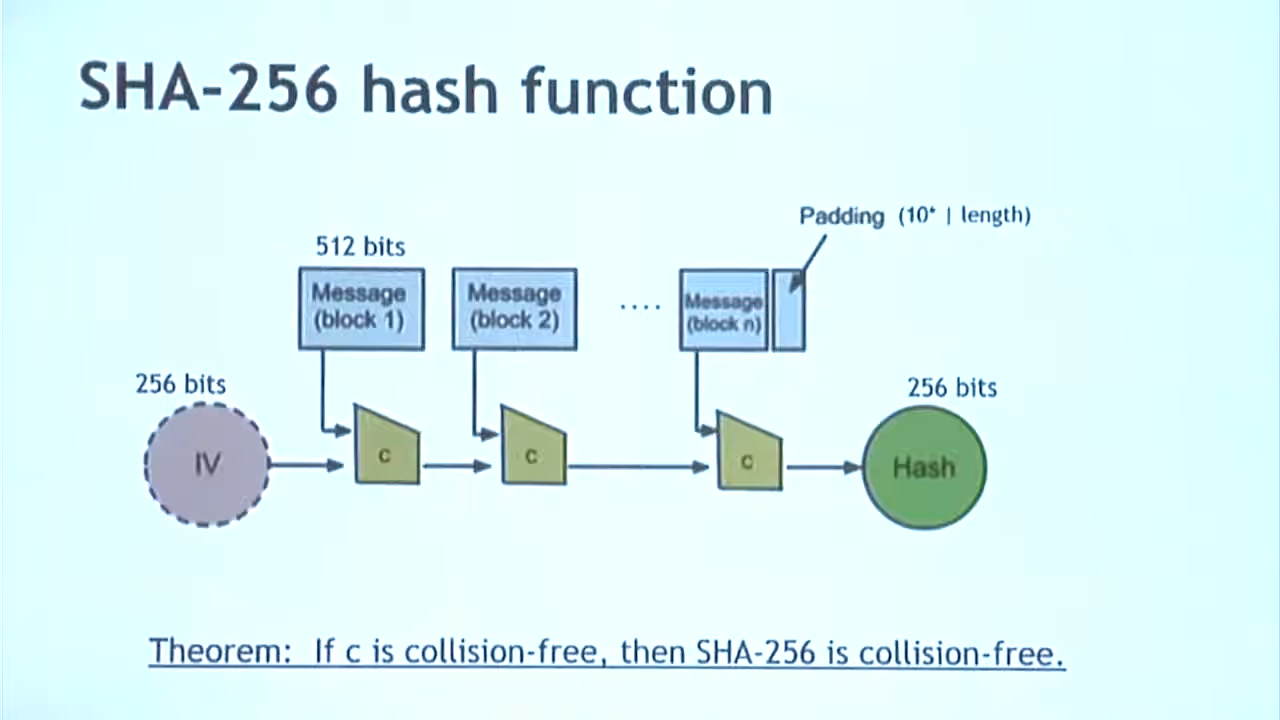 SHA-256 hash function
Padding (10* | length)
512 bits
Message
(block 1)
Message
(block 2)
....
Message
(block n)
256 bits
256 bits
IV
c
c
c
Hash
Theorem: If c is collision-free, then SHA-256 is collision-free.